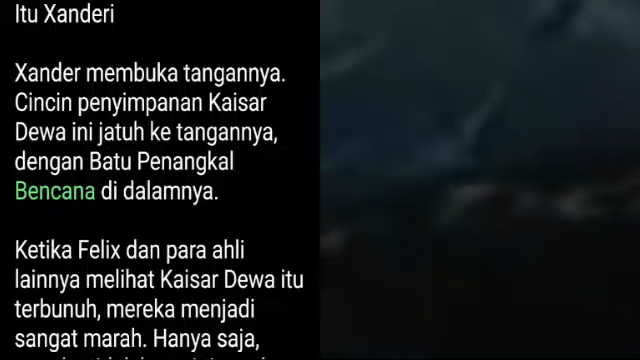 Itu Xanderi
Xander membuka tangannya.
Cincin penyimpanan Kaisar
Dewa ini jatuh ke tangannya,
dengan Batu Penangkal
Bencana di dalamnya.
Ketika Felix dan para ahli
lainnya melihat Kaisar Dewa itu
terbunuh, mereka menjadi
sangat marah. Hanya saja,